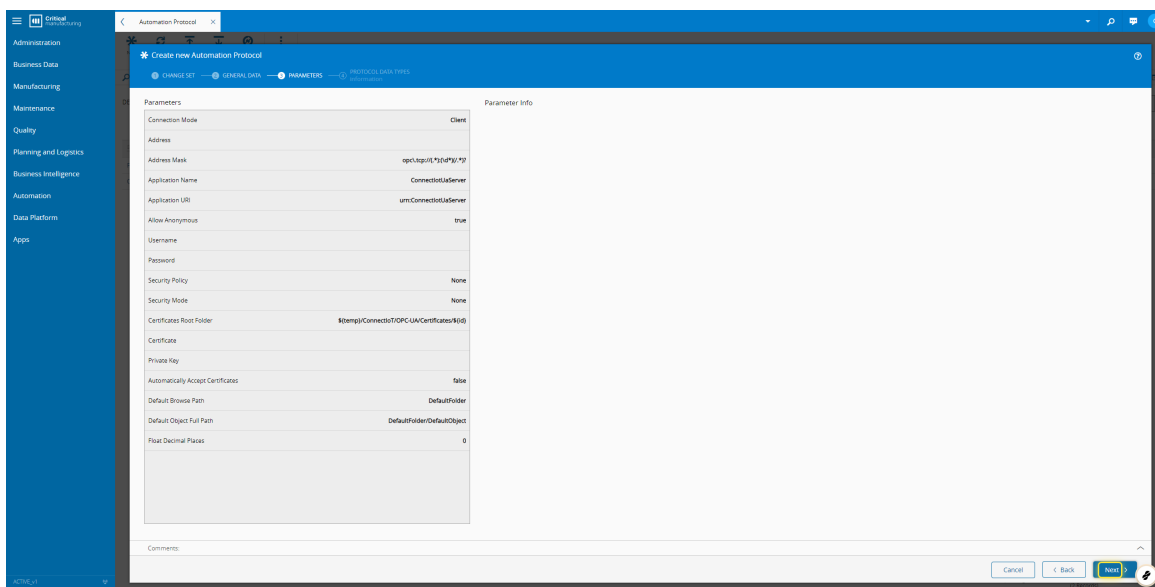 Critical
manufacturing
Automation Protocol
Administration
Business Data
Manufacturing
Maintenance
Quality
Planning and Logistics
Business Intelligence
Automation
Data Platform
Apps
ACTIVE_v1
Create new Automation Protocol
1 CHANGE SET
2 GENERAL DATA
3 PARAMETERS
4 PROTOCOL DATA TYPES
Information
Parameters
Parameter Info
Connection Mode Client
Address
Address Mask opc\.tcp://(.*):(\d*)(/.*)?
Application Name ConnectIotUaServer
Application URI urn:ConnectIotUaServer
Allow Anonymous true
Username
Password
Security Policy None
Security Mode None
Certificates Root Folder ${temp}/ConnectIoT/OPC-UA/Certificates/${id}
Certificate
Private Key
Automatically Accept Certificates false
Default Browse Path DefaultFolder
Default Object Full Path DefaultFolder/DefaultObject
Float Decimal Places 0
Comments:
Cancel
Back
Next